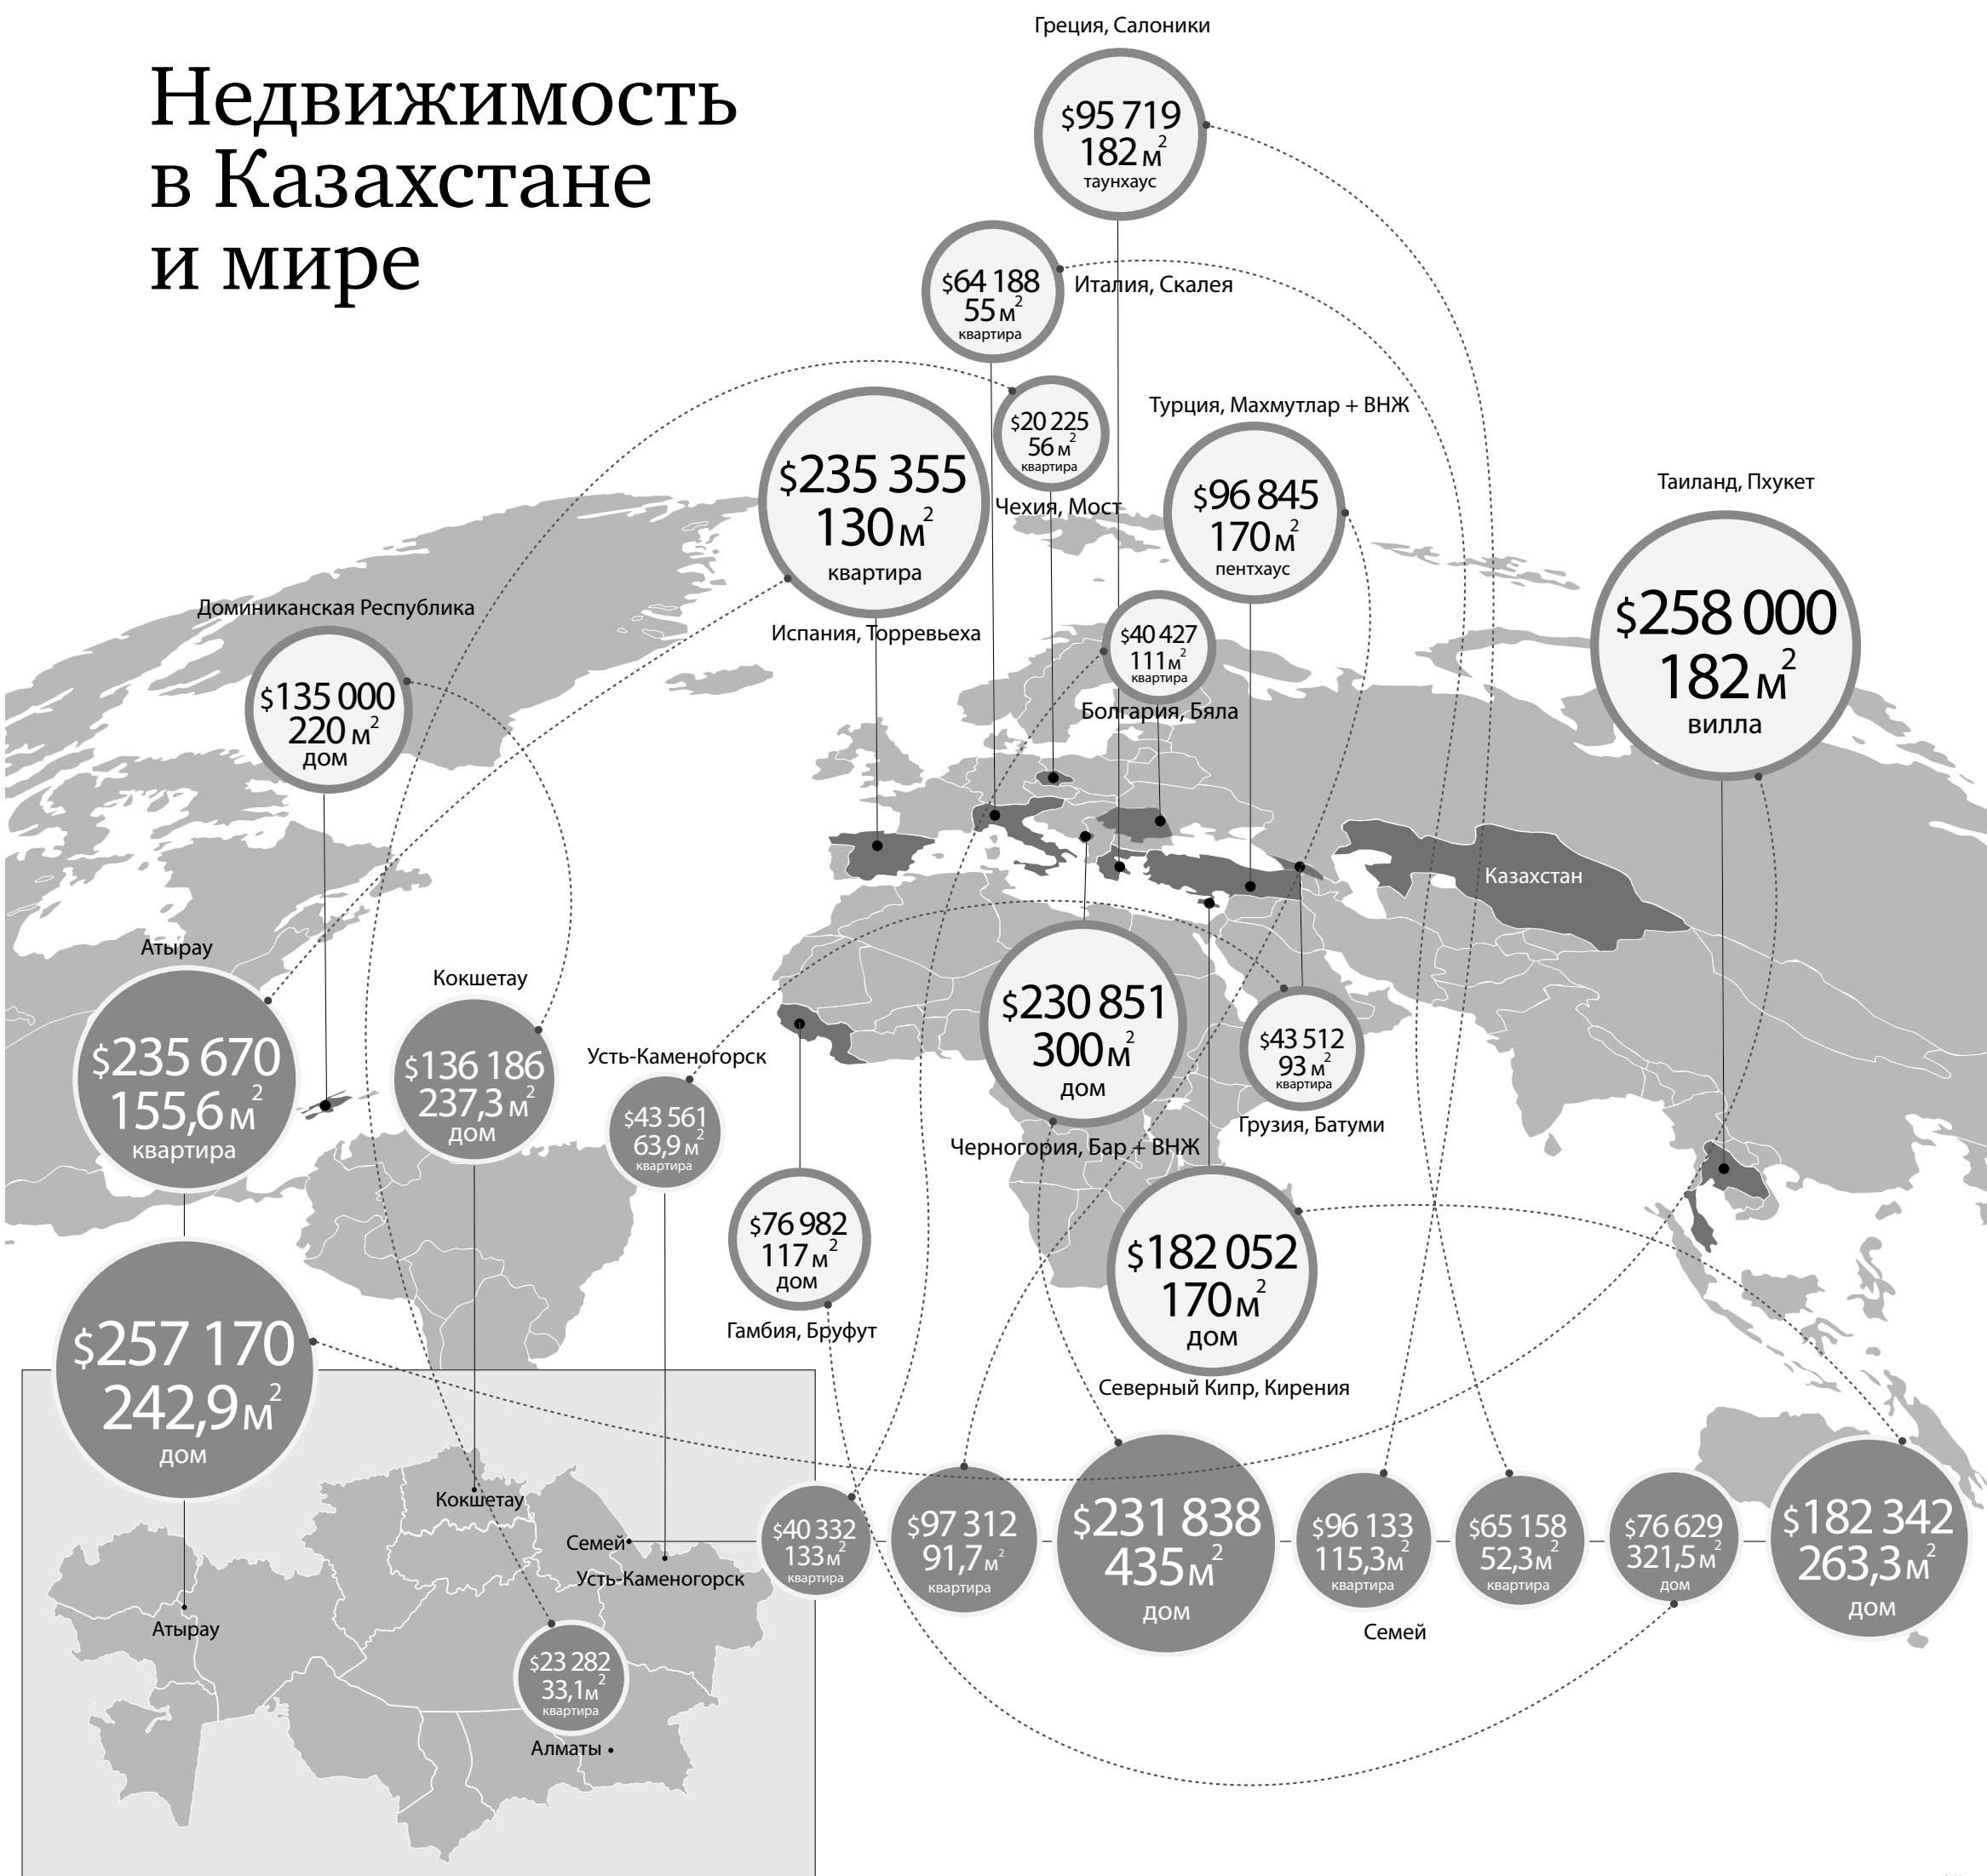 Недвижимость
в Казахстане
и мире
Греция, Салоники
$95 719
182 м²
таунхаус
$64 188
55 м²
квартира
Италия, Скалея
$20 225
56 м²
квартира
Чехия, Мост
$235 355
130 м²
квартира
Испания, Торревьеха
Турция, Махмутлар + ВНЖ
$96 845
170 м²
пентхаус
Таиланд, Пхукет
$258 000
182 м²
вилла
Доминиканская Республика
$135 000
220 м²
дом
$40 427
111 м²
квартира
Болгария, Бяла
Казахстан
Атырау
$235 670
155,6 м²
квартира
Кокшетау
$136 186
237,3 м²
дом
Усть-Каменогорск
$43 561
63,9 м²
квартира
$230 851
300 м²
дом
Черногория, Бар + ВНЖ
$43 512
93 м²
квартира
Грузия, Батуми
$76 982
117 м²
дом
Гамбия, Бруфут
$182 052
170 м²
дом
Северный Кипр, Кирения
$257 170
242,9 м²
дом
Кокшетау
Семей
Усть-Каменогорск
Атырау
$23 282
33,1 м²
квартира
Алматы
$40 332
133 м²
квартира
$97 312
91,7 м²
квартира
$231 838
435 м²
дом
$96 133
115,3 м²
квартира
$65 158
52,3 м²
квартира
$76 629
321,5 м²
дом
$182 342
263,3 м²
дом
Семей